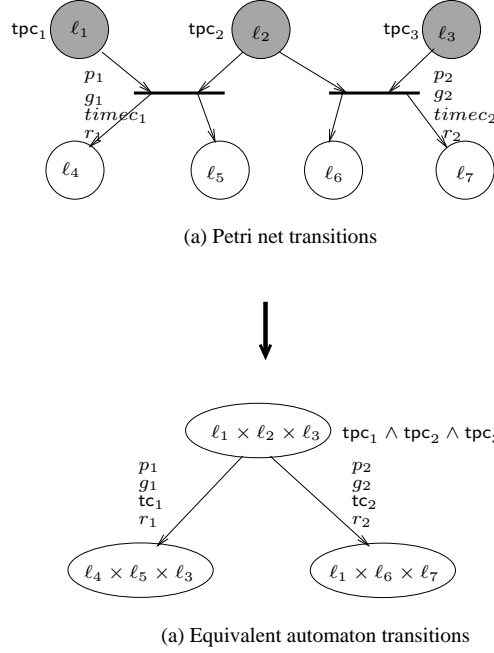 tpc₁ ℓ₁ tpc₂ ℓ₂ tpc₃ ℓ₃
p₁ p₂
g₁ g₂
timec₁ timec₂
r₁ r₂
ℓ₄ ℓ₅ ℓ₆ ℓ₇
(a) Petri net transitions
ℓ₁ × ℓ₂ × ℓ₃ tpc₁ ∧ tpc₂ ∧ tpc₃
p₁ p₂
g₁ g₂
tc₁ tc₂
r₁ r₂
ℓ₄ × ℓ₅ × ℓ₃ ℓ₁ × ℓ₆ × ℓ₇
(a) Equivalent automaton transitions